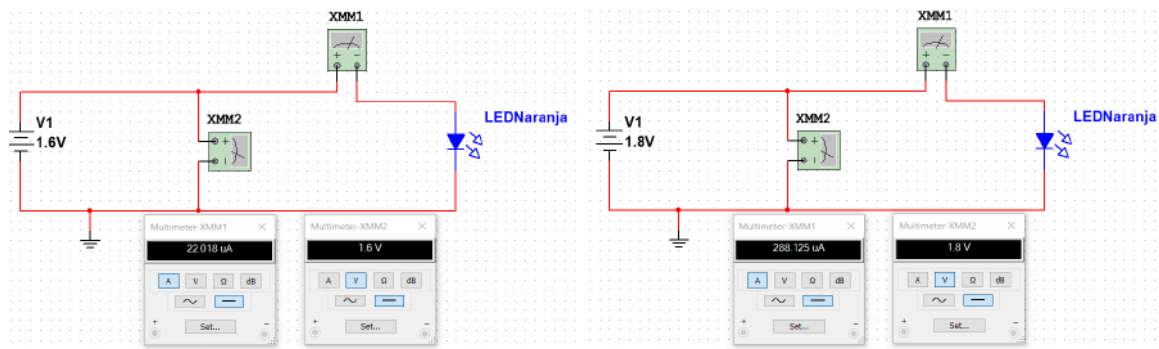 XMM1
V1
1.6V
XMM2
LEDNaranja
Multimeter-XMM1
22.018 uA
A V Ω dB
Set...
+ −
Multimeter-XMM2
1.6 V
A V Ω dB
Set...
+ −
XMM1
V1
1.8V
XMM2
LEDNaranja
Multimeter-XMM1
288.125 uA
A V Ω dB
Set...
+ −
Multimeter-XMM2
1.8 V
A V Ω dB
Set...
+ −